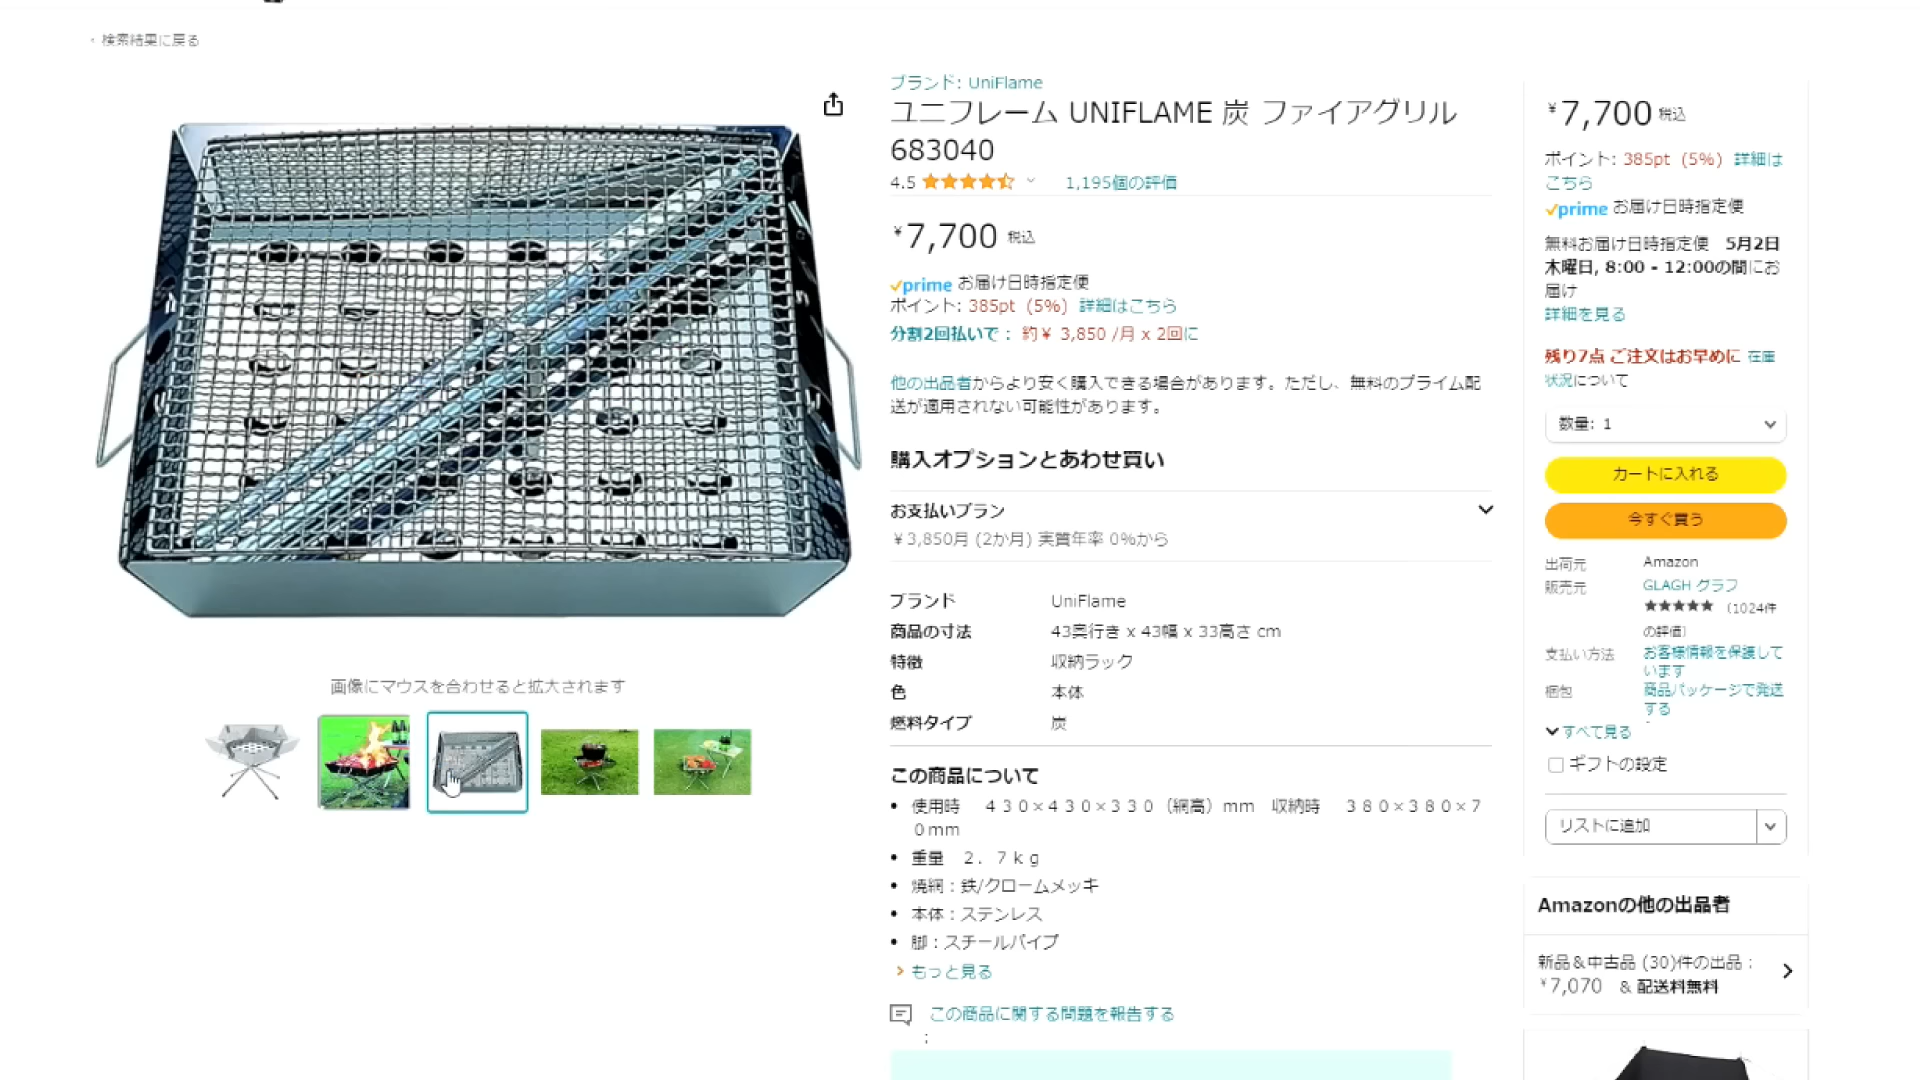 ‹ 検索結果に戻る
ブランド: UniFlame
ユニフレーム UNIFLAME 炭 ファイアグリル
683040
4.5
1,195個の評価
¥7,700 税込
prime お届け日時指定便
ポイント: 385pt (5%) 詳細はこちら
分割2回払いで： 約¥ 3,850 /月 x 2回に
他の出品者からより安く購入できる場合があります。ただし、無料のプライム配
送が適用されない可能性があります。
購入オプションとあわせ買い
お支払いプラン
¥3,850月 (2か月) 実質年率 0%から
ブランド UniFlame
商品の寸法 43奥行き x 43幅 x 33高さ cm
特徴 収納ラック
色 本体
燃料タイプ 炭
この商品について
• 使用時　４３０×４３０×３３０（網高）mm　収納時　３８０×３８０×７
０mm
• 重量　２．７kg
• 焼網：鉄/クロームメッキ
• 本体：ステンレス
• 脚：スチールパイプ
› もっと見る
この商品に関する問題を報告する
;
画像にマウスを合わせると拡大されます
¥7,700 税込
ポイント: 385pt (5%) 詳細は
こちら
prime お届け日時指定便
無料お届け日時指定便 5月2日
木曜日, 8:00 - 12:00の間にお
届け
詳細を見る
残り7点 ご注文はお早めに 在庫
状況について
数量: 1
カートに入れる
今すぐ買う
出荷元 Amazon
販売元 GLAGH グラフ
★★★★★ (1024件
の評価)
支払い方法 お客様情報を保護して
います
梱包 商品パッケージで発送
する
すべて見る
ギフトの設定
リストに追加
Amazonの他の出品者
新品＆中古品 (30)件の出品：
¥7,070 & 配送料無料